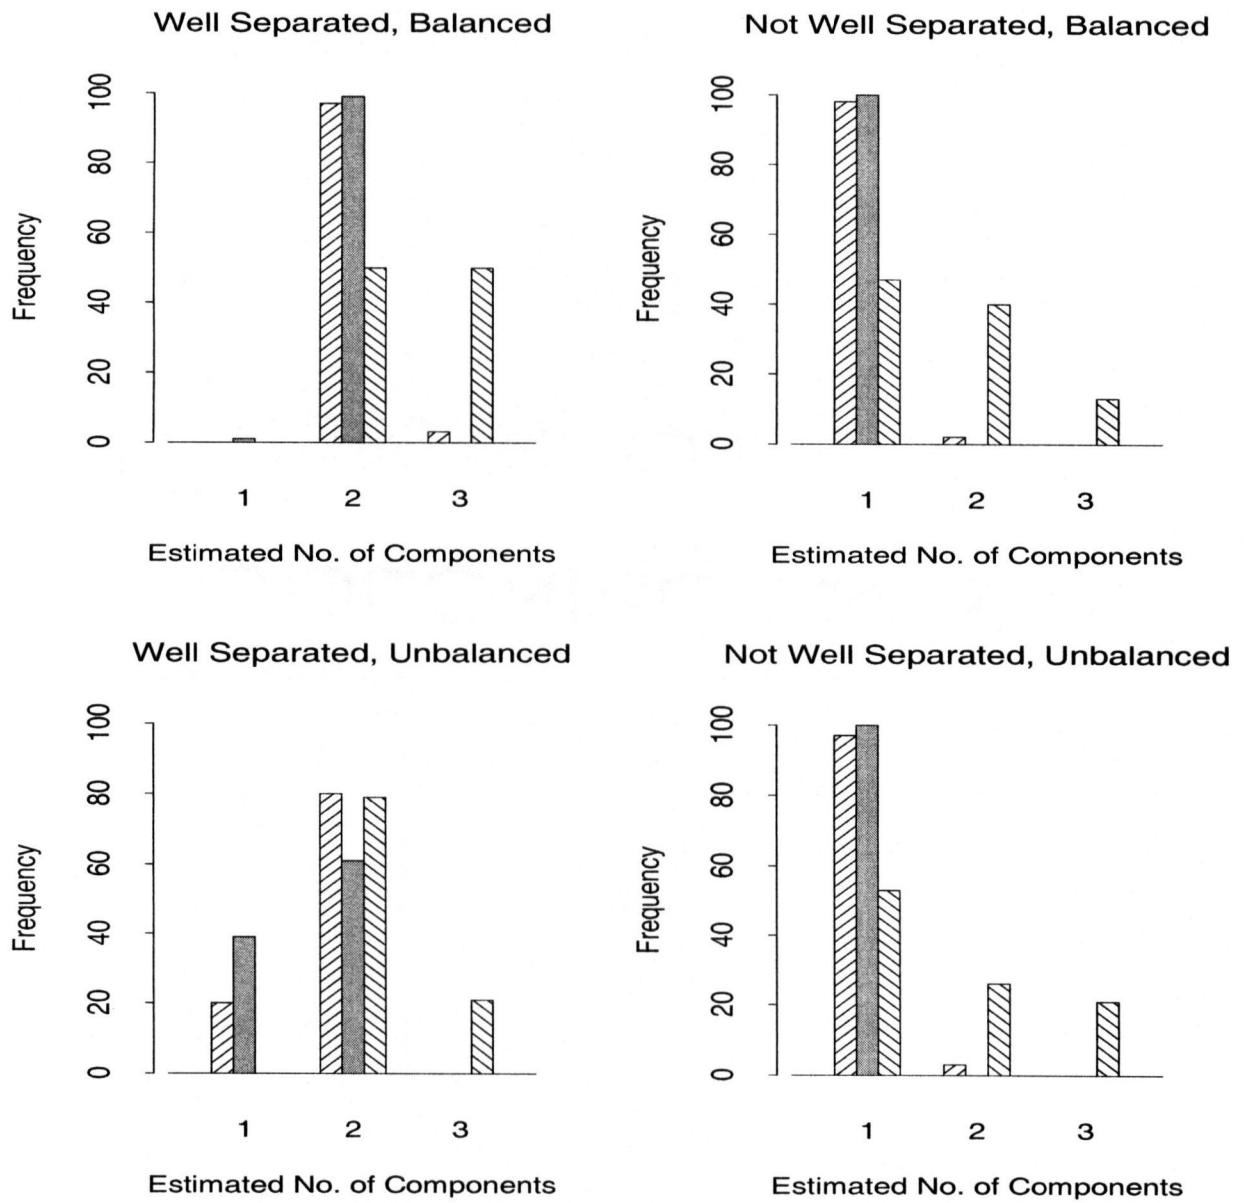 Well Separated, Balanced
Frequency
100
80
60
40
20
0
1 2 3
Estimated No. of Components
Not Well Separated, Balanced
Frequency
100
80
60
40
20
0
1 2 3
Estimated No. of Components
Well Separated, Unbalanced
Frequency
100
80
60
40
20
0
1 2 3
Estimated No. of Components
Not Well Separated, Unbalanced
Frequency
100
80
60
40
20
0
1 2 3
Estimated No. of Components